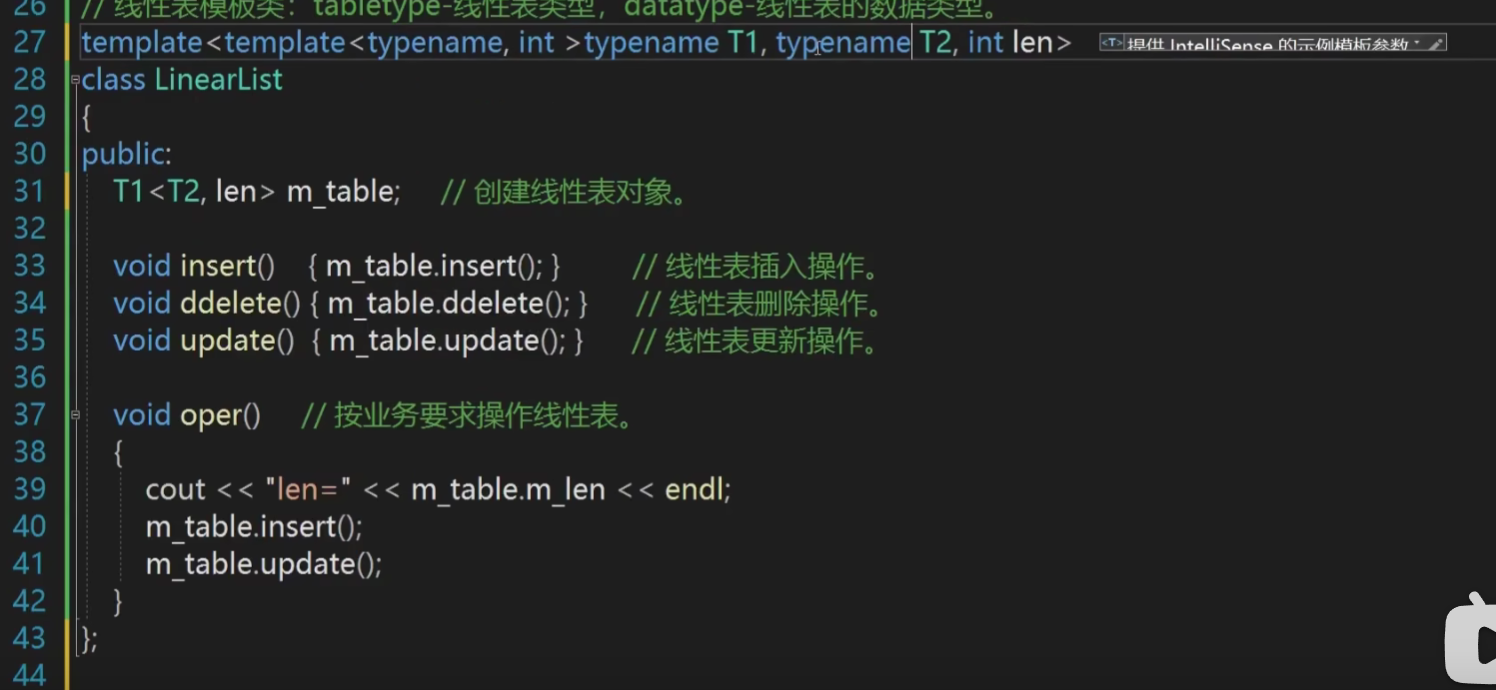 26 // 线性表模板类：tabletype-线性表类型，datatype-线性表的数据类型。
27 template<template<typename, int >typename T1, typename T2, int len> <T> 提供 IntelliSense 的示例模板参数
28 class LinearList
29 {
30 public:
31 T1<T2, len> m_table; // 创建线性表对象。
32
33 void insert() { m_table.insert(); } // 线性表插入操作。
34 void ddelete() { m_table.ddelete(); } // 线性表删除操作。
35 void update() { m_table.update(); } // 线性表更新操作。
36
37 void oper() // 按业务要求操作线性表。
38 {
39 cout << "len=" << m_table.m_len << endl;
40 m_table.insert();
41 m_table.update();
42 }
43 };
44